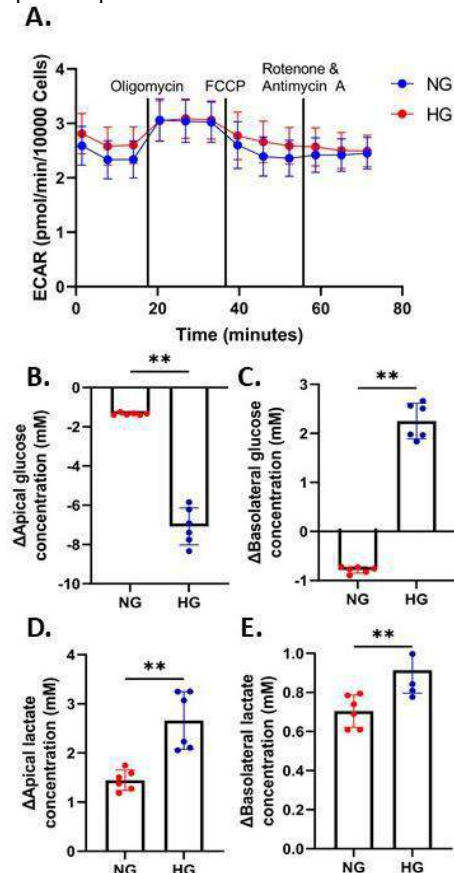 A.
ECAR (pmol/min/10000 Cells)
4
3
2
1
0
Oligomycin
FCCP
Rotenone &
Antimycin A
NG
HG
0 20 40 60 80
Time (minutes)
B.
**
ΔApical glucose
concentration (mM)
0
-2
-4
-6
-8
-10
NG HG
C.
**
ΔBasolateral glucose
concentration (mM)
3
2
1
0
-1
NG HG
D.
**
ΔApical lactate
concentration (mM)
4
3
2
1
0
NG HG
E.
**
ΔBasolateral lactate
concentration (mM)
1.0
0.8
0.6
0.4
0.2
0.0
NG HG